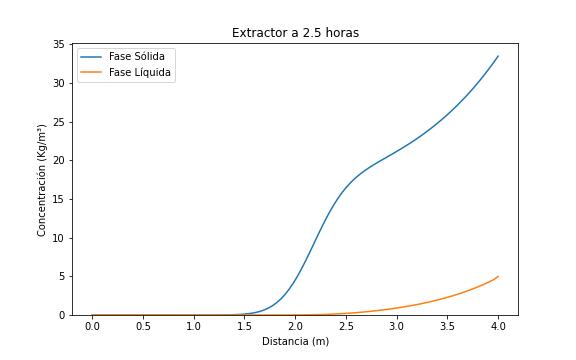 Extractor a 2.5 horas
Fase Sólida
Fase Líquida
Concentración (Kg/m³)
35
30
25
20
15
10
5
0
0.0 0.5 1.0 1.5 2.0 2.5 3.0 3.5 4.0
Distancia (m)